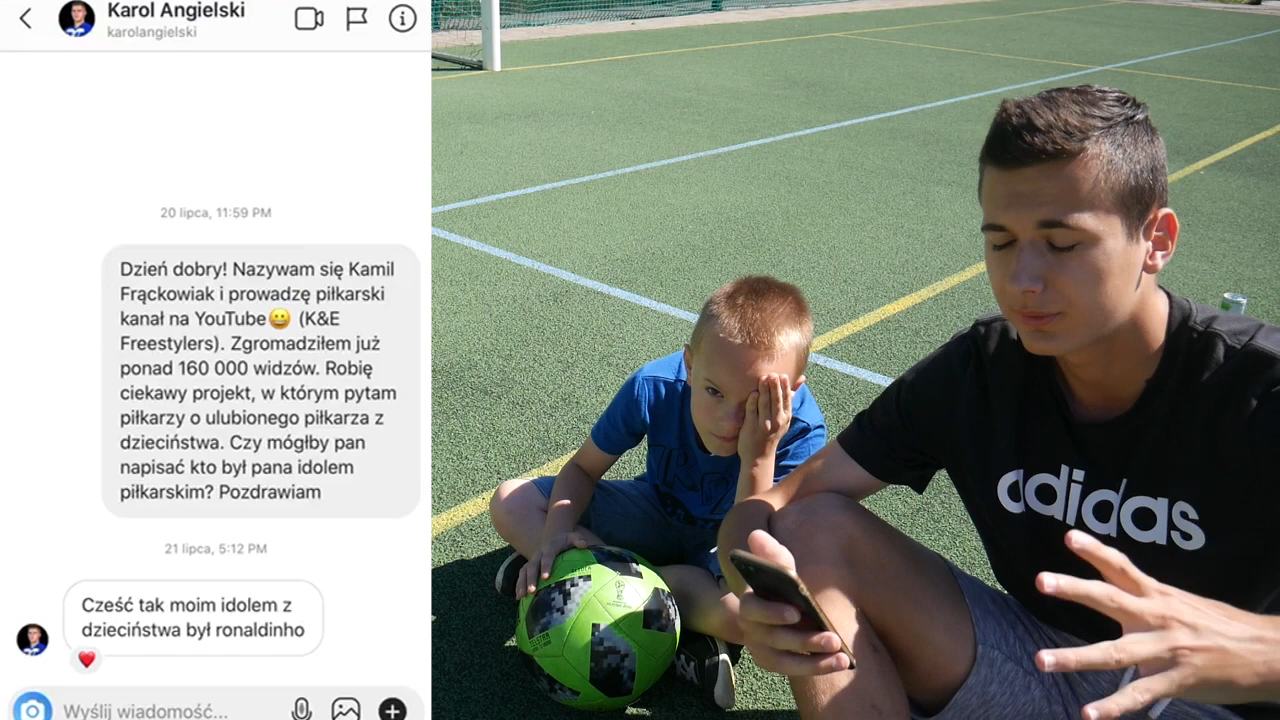 Karol Angielski
karolangielski
20 lipca, 11:59 PM
Dzień dobry! Nazywam się Kamil
Frąckowiak i prowadzę piłkarski
kanał na YouTube😀 (K&E
Freestylers). Zgromadziłem już
ponad 160 000 widzów. Robię
ciekawy projekt, w którym pytam
piłkarzy o ulubionego piłkarza z
dzieciństwa. Czy mógłby pan
napisać kto był pana idolem
piłkarskim? Pozdrawiam
21 lipca, 5:12 PM
Cześć tak moim idolem z
dzieciństwa był ronaldinho
Wyślij wiadomość...
adidas
TELSTAR